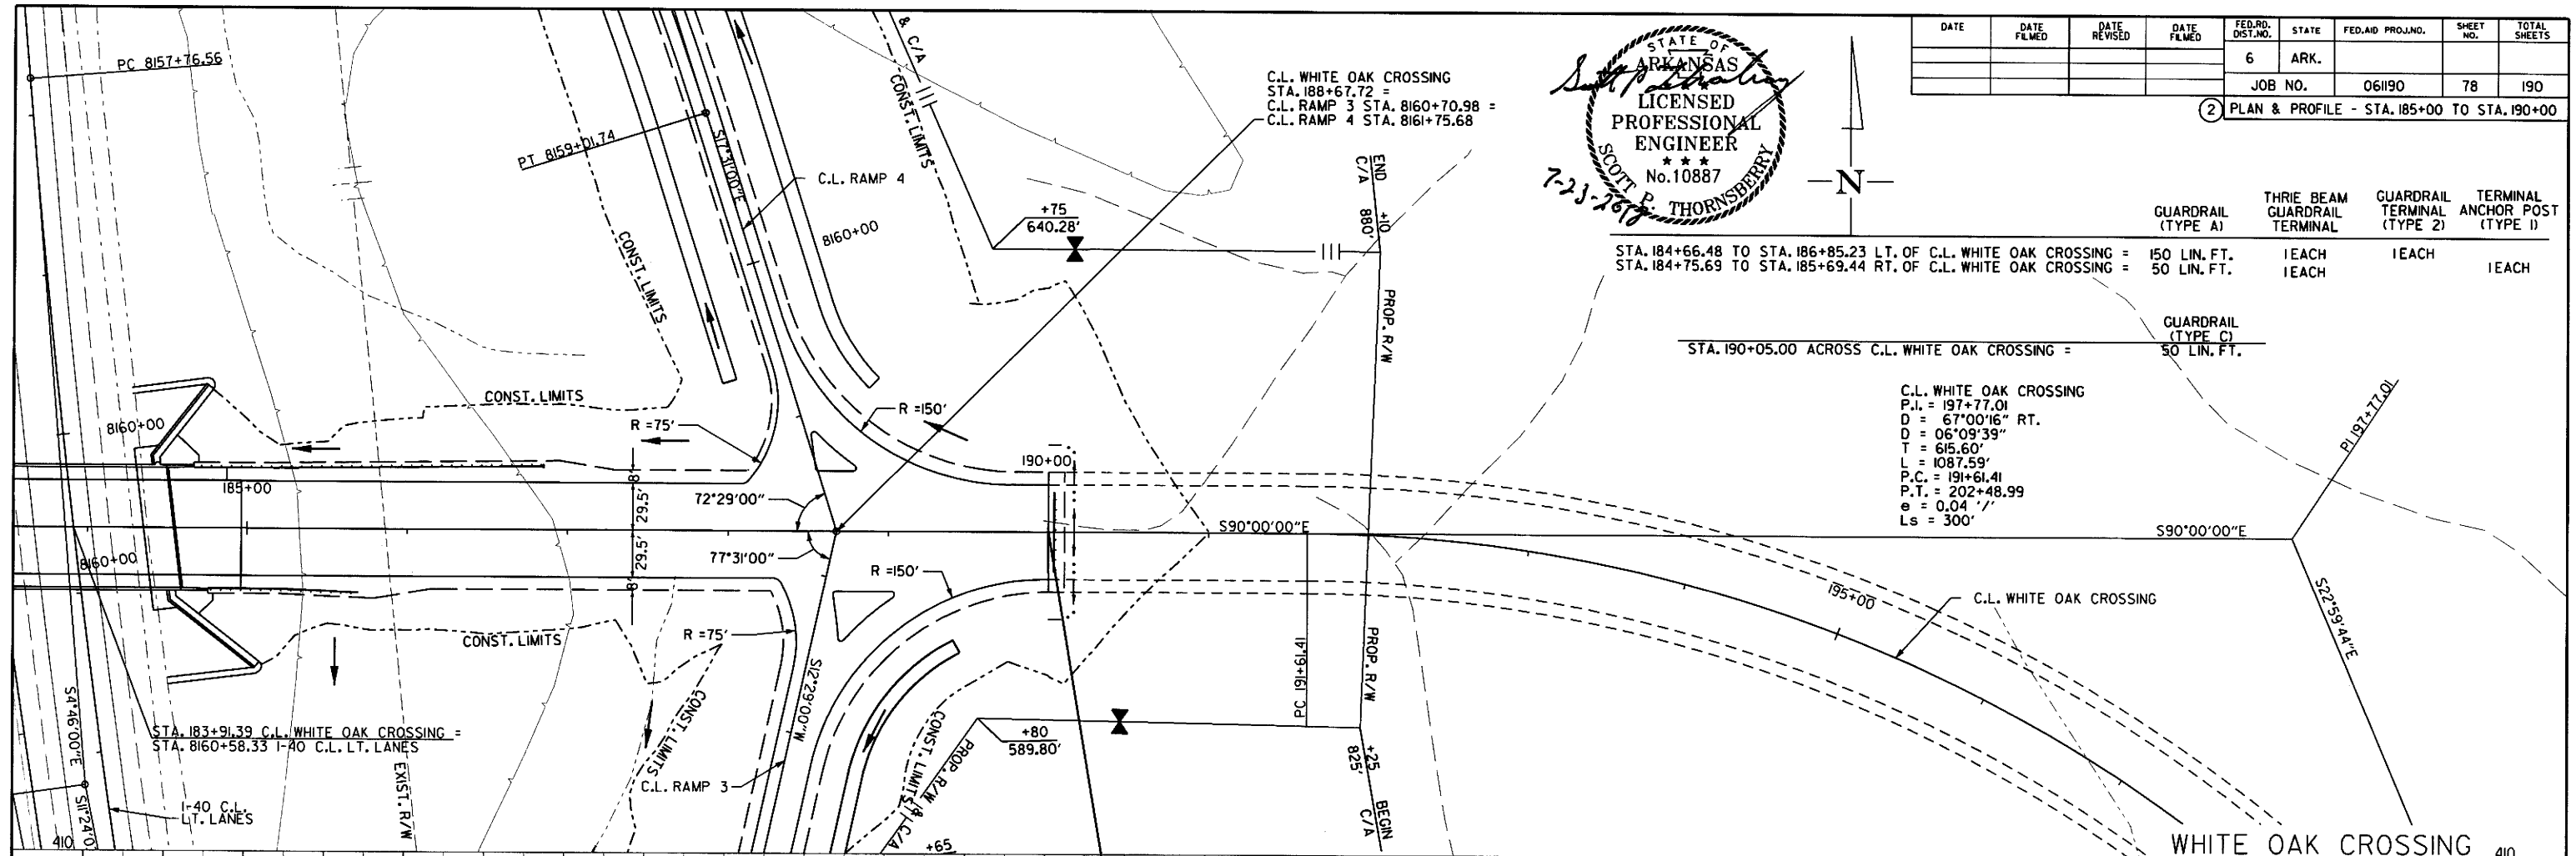 DATE
DATE FILMED
DATE REVISED
DATE FILMED
FED.RD. DIST.NO.
STATE
FED.AID PROJ.NO.
SHEET NO.
TOTAL SHEETS
6
ARK.
JOB NO.
061190
78
190
2
PLAN & PROFILE - STA. 185+00 TO STA. 190+00
STATE OF
ARKANSAS
LICENSED
PROFESSIONAL
ENGINEER
★ ★ ★
No.10887
SCOTT P. THORNSBERRY
N
GUARDRAIL (TYPE A)
THRIE BEAM GUARDRAIL TERMINAL
GUARDRAIL TERMINAL (TYPE 2)
TERMINAL ANCHOR POST (TYPE I)
STA. 184+66.48 TO STA. 186+85.23 LT. OF C.L. WHITE OAK CROSSING = 150 LIN. FT. 1 EACH 1 EACH
STA. 184+75.69 TO STA. 185+69.44 RT. OF C.L. WHITE OAK CROSSING = 50 LIN. FT. 1 EACH 1 EACH
GUARDRAIL
(TYPE C)
STA. 190+05.00 ACROSS C.L. WHITE OAK CROSSING = 50 LIN. FT.
C.L. WHITE OAK CROSSING
P.I. = 197+77.01
D = 67°00'16" RT.
D = 06°09'39"
T = 615.60'
L = 1087.59'
P.C. = 191+61.41
P.T. = 202+48.99
e = 0.04 '/'
Ls = 300'
PC 8157+76.56
PT 8159+01.74
S17°31'00"E
C.L. RAMP 4
8160+00
& C/A
CONST. LIMITS
CONST. LIMITS
C.L. WHITE OAK CROSSING
STA. 188+67.72 =
C.L. RAMP 3 STA. 8160+70.98 =
C.L. RAMP 4 STA. 8161+75.68
+75
640.28'
END C/A
+10
880'
PROP. R/W
CONST. LIMITS
8160+00
R =75'
R =150'
185+00
8'
29.5'
29.5'
8'
72°29'00"
77°31'00"
190+00
S90°00'00"E
S90°00'00"E
PI 197+77.01
8160+00
R =150'
R =75'
CONST. LIMITS
195+00
C.L. WHITE OAK CROSSING
S22°59'44"E
PC 191+61.41
PROP. R/W
+25
825'
BEGIN C/A
+80
589.80'
S12°29'00"W
CONST. LIMITS
CONST. LIMITS
PROP. R/W & C/A
+65
C.L. RAMP 3
S4°46'00"E
STA. 183+91.39 C.L. WHITE OAK CROSSING =
STA. 8160+58.33 I-40 C.L. LT. LANES
EXIST. R/W
I-40 C.L.
LT. LANES
S11°24'0
410
WHITE OAK CROSSING
410